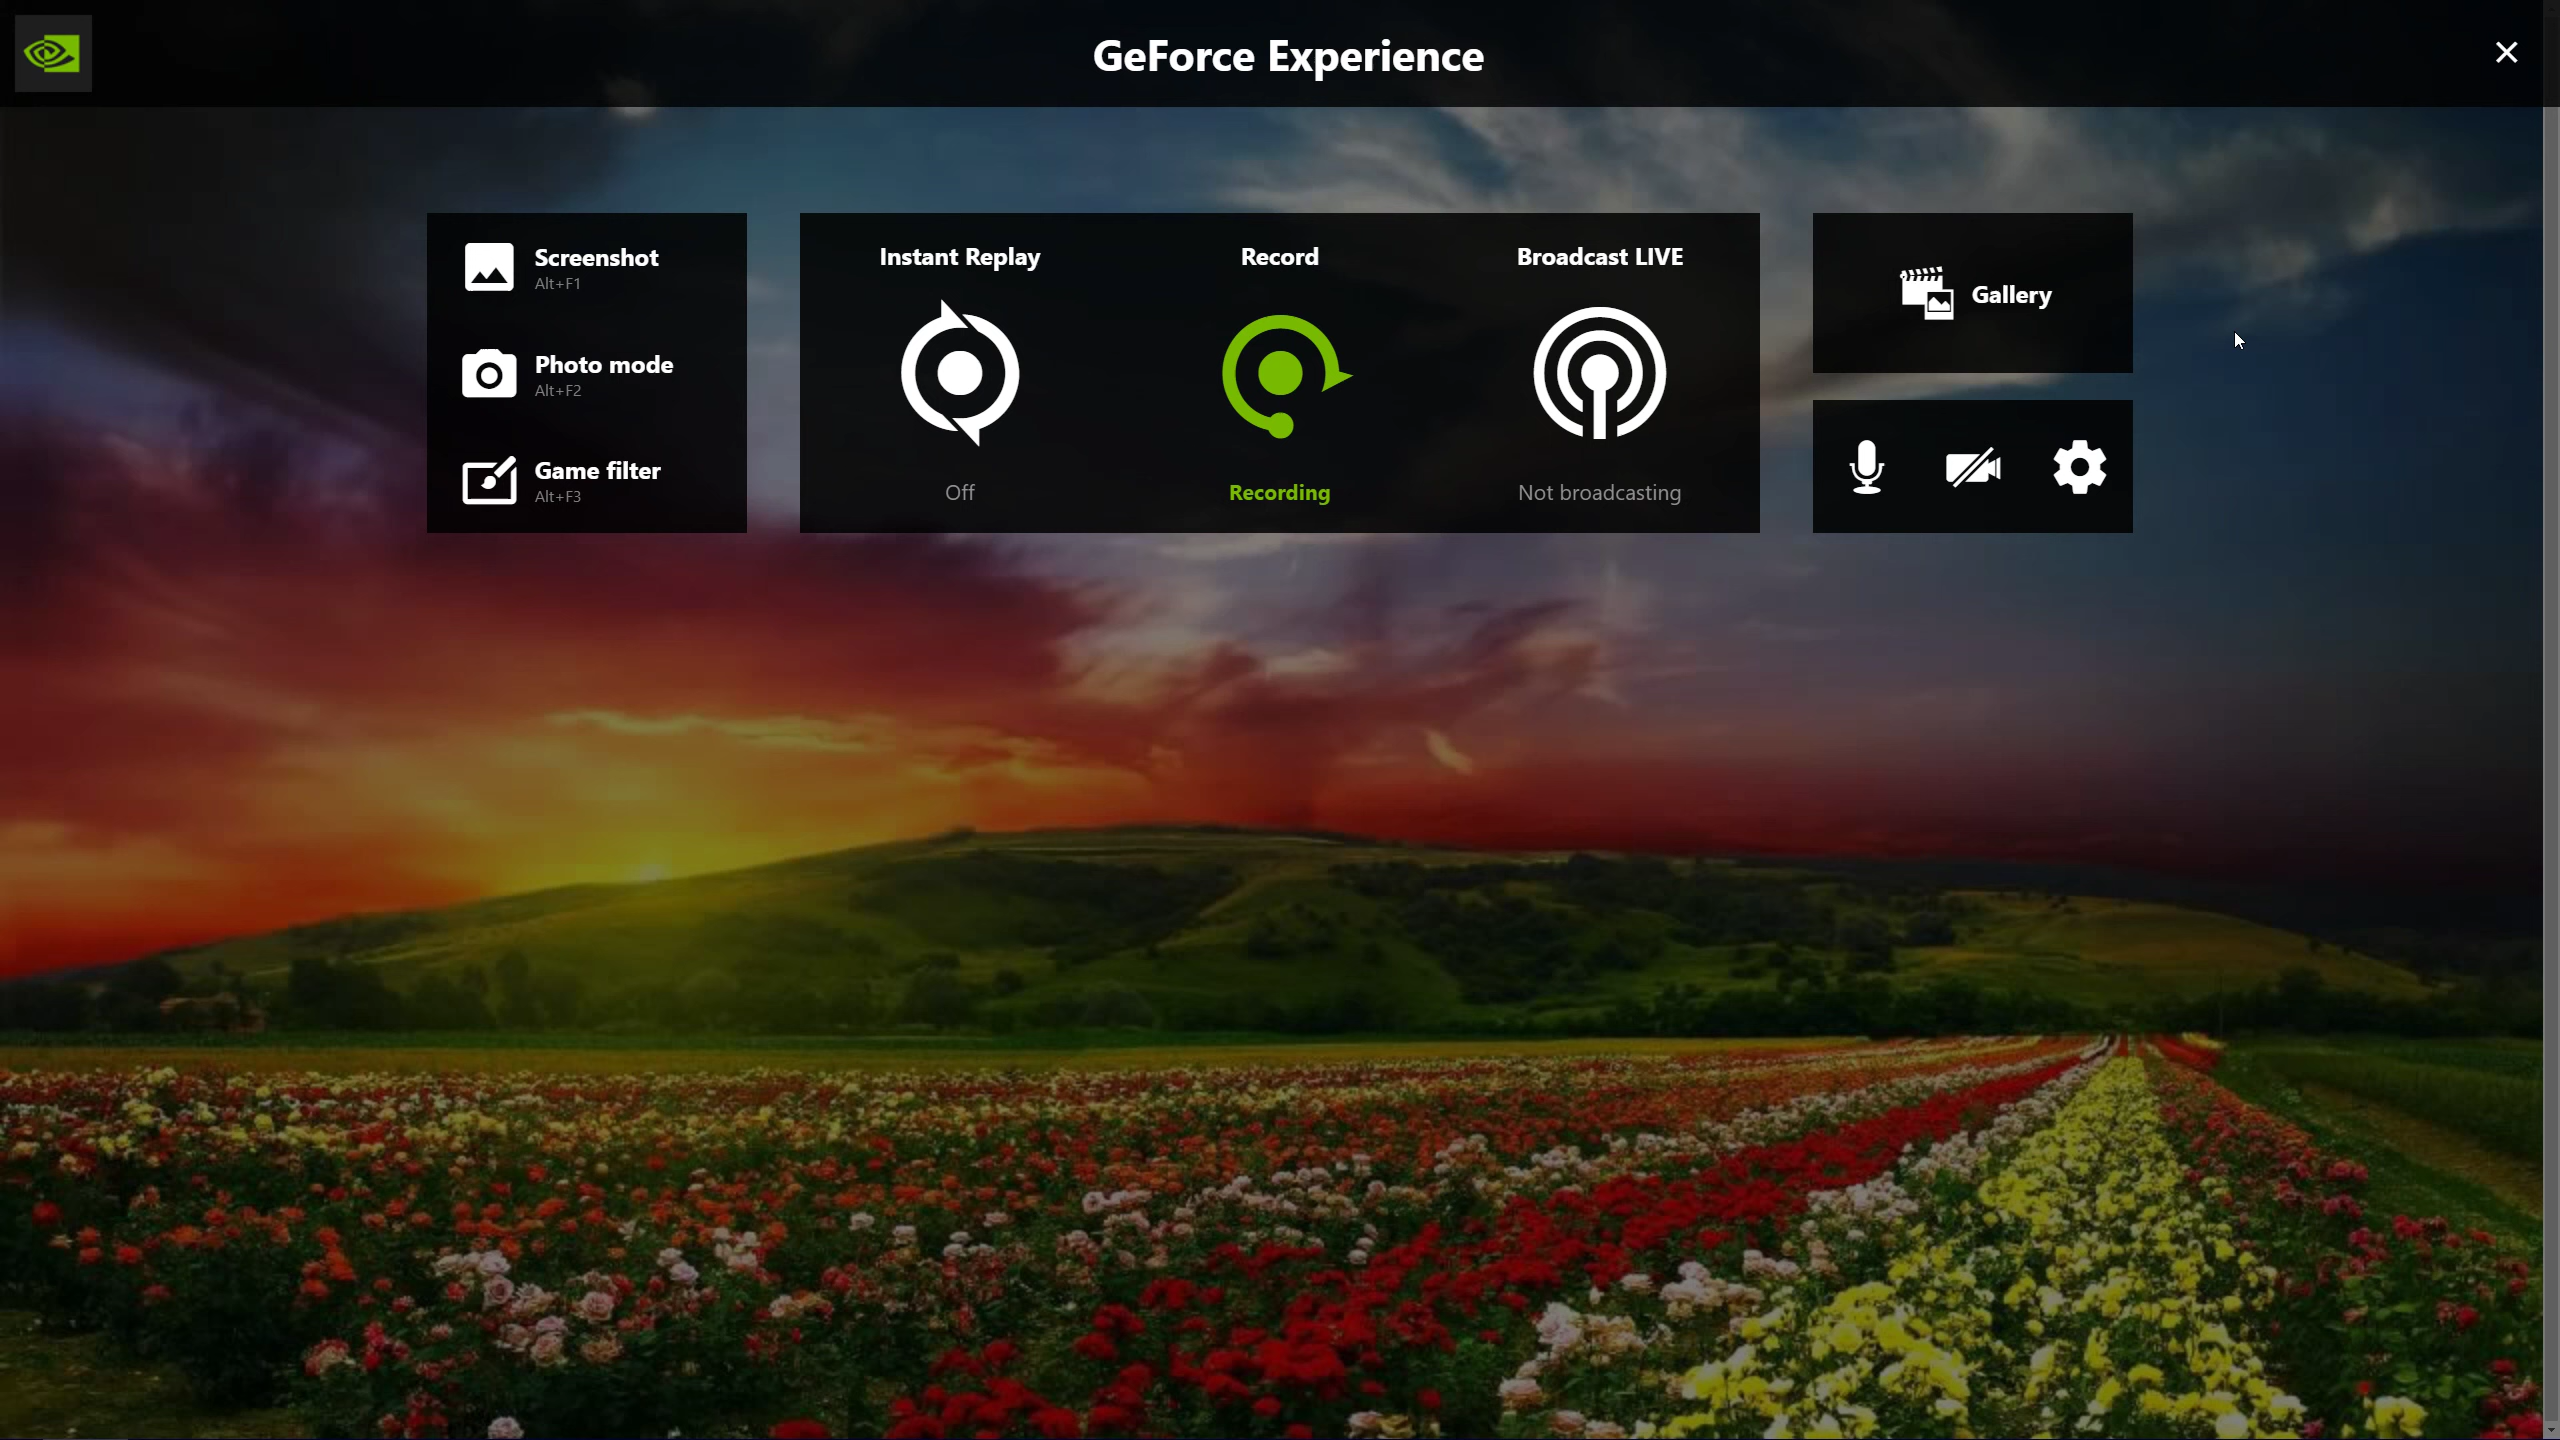 GeForce Experience
Screenshot
Alt+F1
Photo mode
Alt+F2
Game filter
Alt+F3
Instant Replay
Off
Record
Recording
Broadcast LIVE
Not broadcasting
Gallery